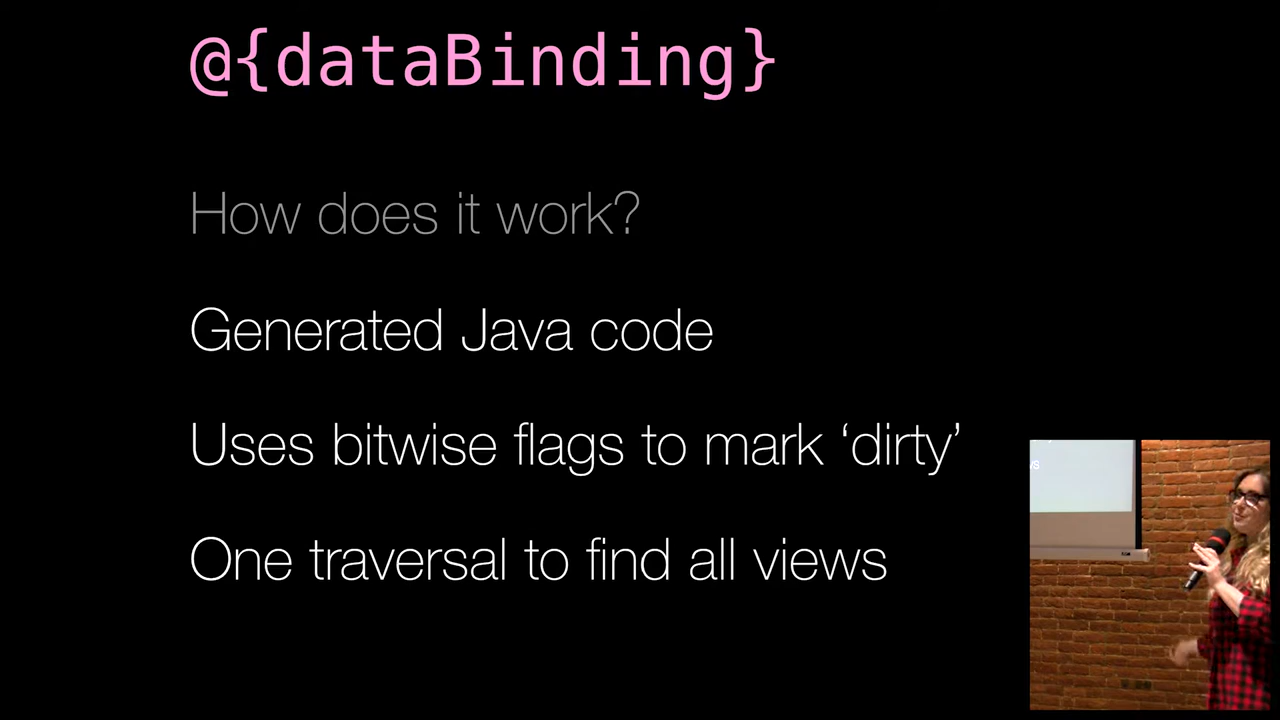 @{dataBinding}
How does it work?
Generated Java code
Uses bitwise flags to mark ‘dirty’
One traversal to find all views